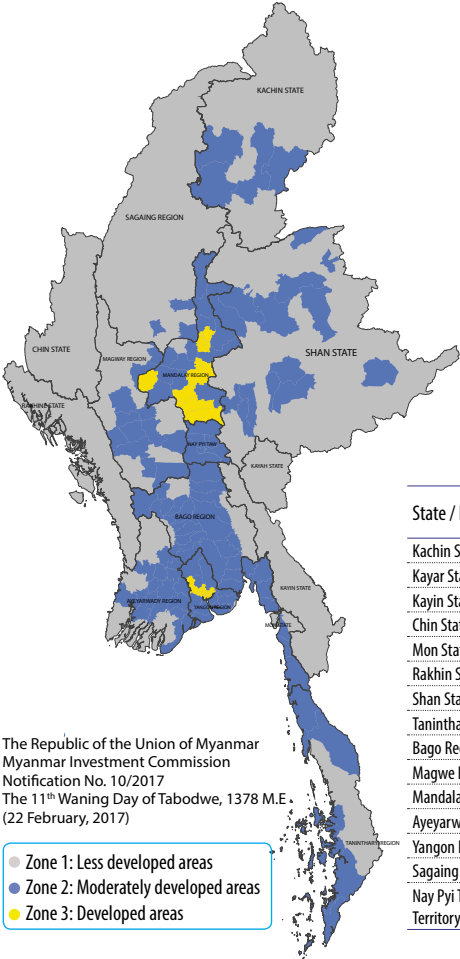 KACHIN STATE
SAGAING REGION
CHIN STATE
MAGWAY REGION
SHAN STATE
MANDALAY REGION
RAKHINE STATE
NAY PYI TAW
KAYAH STATE
BAGO REGION
KAYIN STATE
AYEYARWADY REGION
YANGON REGION
MON STATE
TANINTHARYI REGION
The Republic of the Union of Myanmar
Myanmar Investment Commission
Notification No. 10/2017
The 11th Waning Day of Tabodwe, 1378 M.E.
(22 February, 2017)
Zone 1: Less developed areas
Zone 2: Moderately developed areas
Zone 3: Developed areas
State /
Kachin S
Kayar Sta
Kayin Sta
Chin Stat
Mon Stat
Rakhin S
Shan Sta
Tanintha
Bago Re
Magwe
Mandala
Ayeyarw
Yangon
Sagaing
Nay Pyi T
Territory